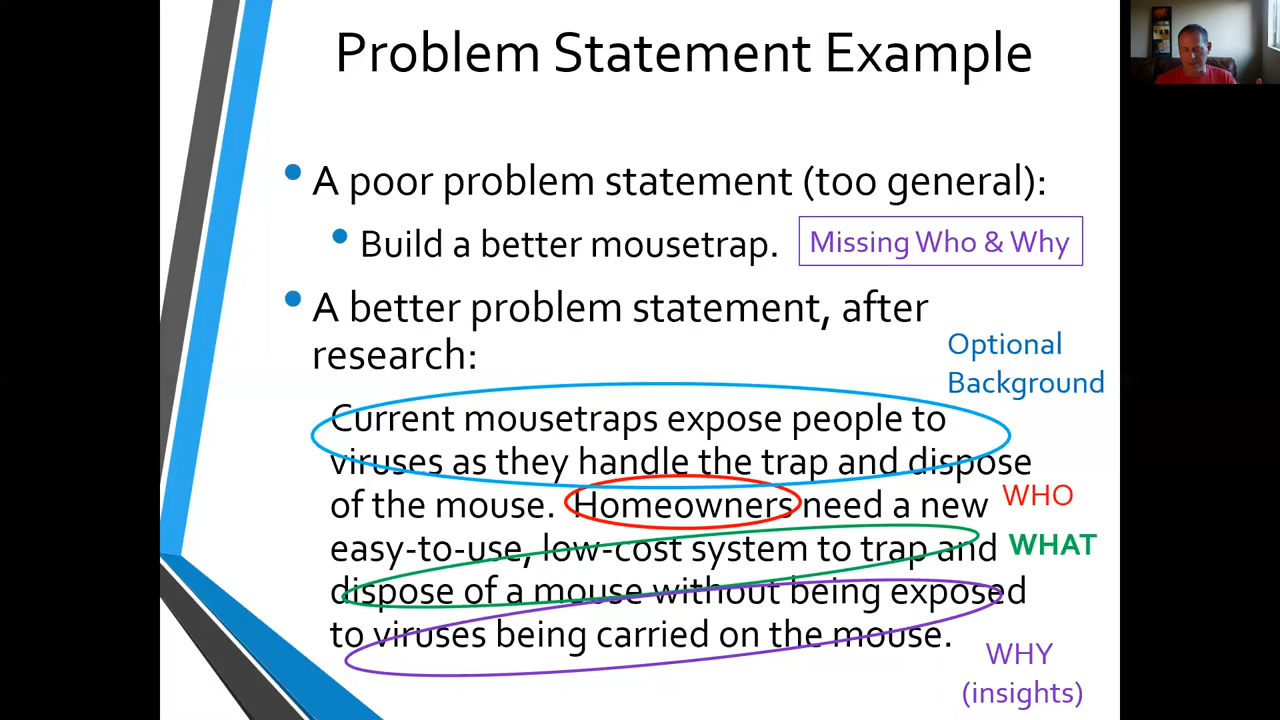 Problem Statement Example
A poor problem statement (too general):
Build a better mousetrap.
Missing Who & Why
A better problem statement, after
research:
Optional
Background
Current mousetraps expose people to
viruses as they handle the trap and dispose
of the mouse. Homeowners need a new
WHO
easy-to-use, low-cost system to trap and
WHAT
dispose of a mouse without being exposed
to viruses being carried on the mouse.
WHY
(insights)